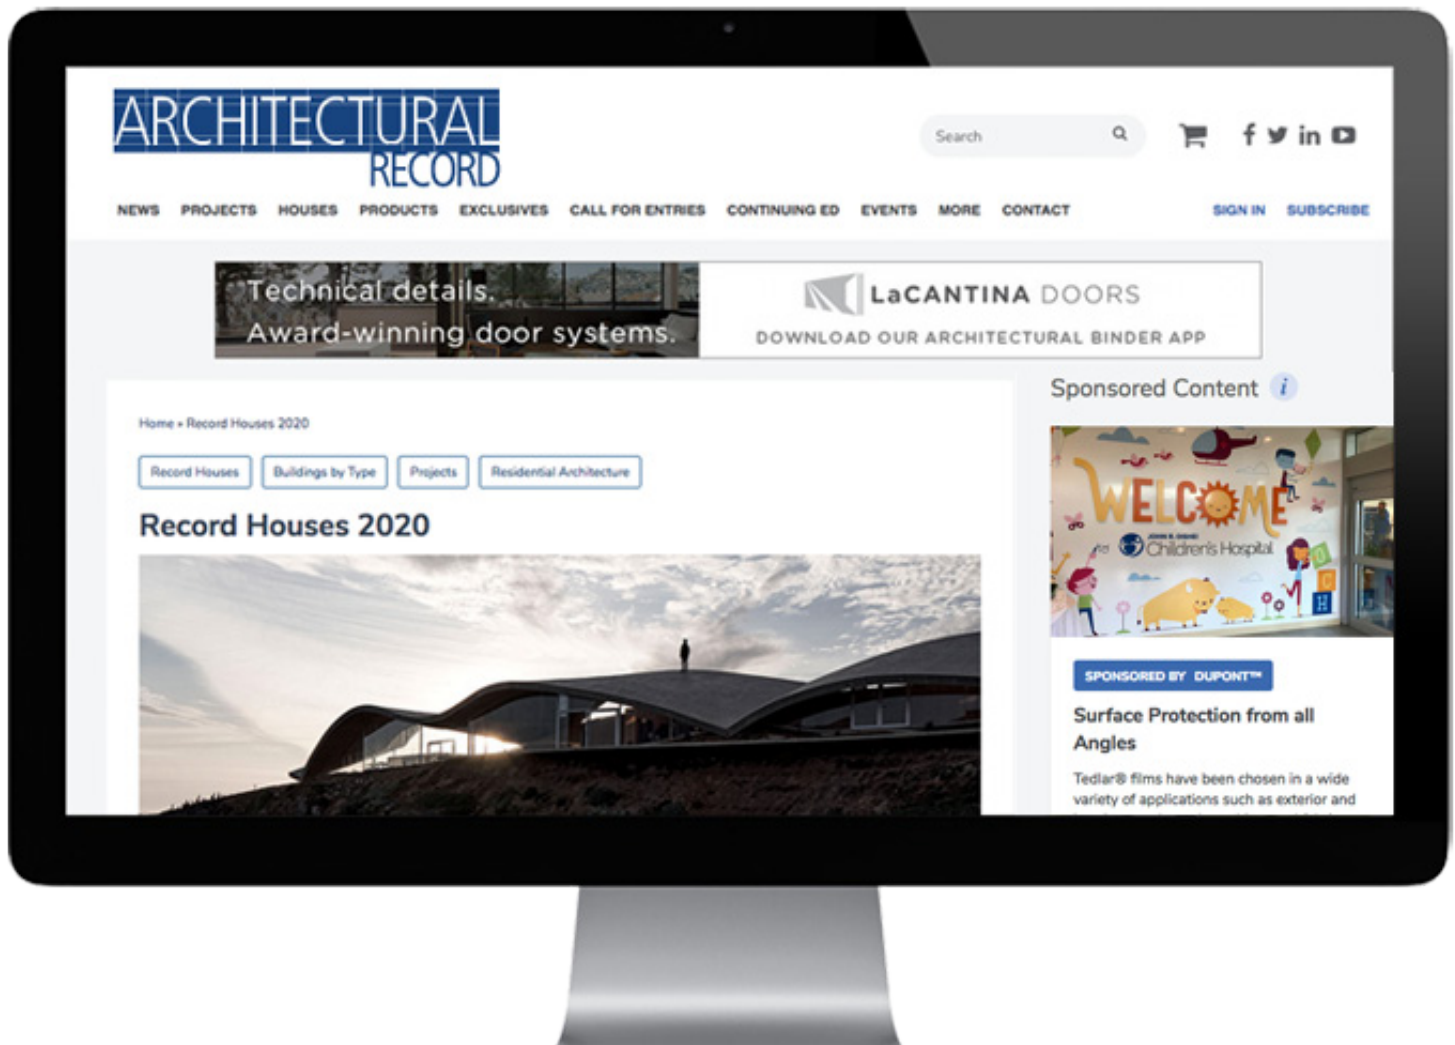 ARCHITECTURAL
RECORD
Search
NEWS PROJECTS HOUSES PRODUCTS EXCLUSIVES CALL FOR ENTRIES CONTINUING ED EVENTS MORE CONTACT SIGN IN SUBSCRIBE
Technical details.
Award-winning door systems.
LaCANTINA DOORS
DOWNLOAD OUR ARCHITECTURAL BINDER APP
Home » Record Houses 2020
Record Houses Buildings by Type Projects Residential Architecture
Record Houses 2020
Sponsored Content i
WELCOME
Children's Hospital
SPONSORED BY DUPONT™
Surface Protection from all
Angles
Tedlar® films have been chosen in a wide
variety of applications such as exterior and